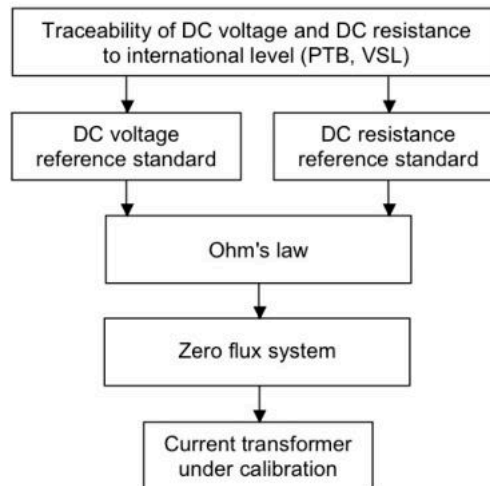 Traceability of DC voltage and DC resistance
to international level (PTB, VSL)
DC voltage
reference standard
DC resistance
reference standard
Ohm's law
Zero flux system
Current transformer
under calibration